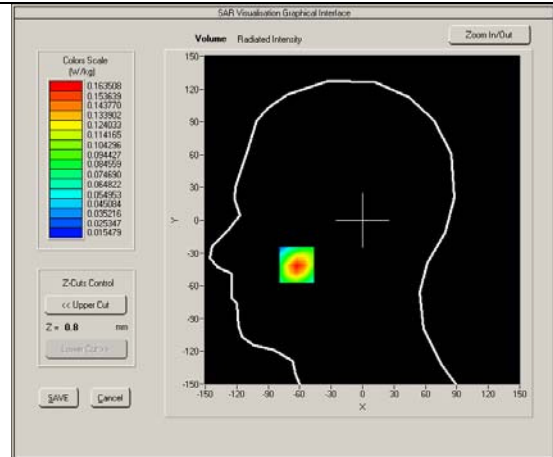 SAR Visualisation Graphical Interface
Volume Radiated Intensity
Zoom In/Out
Colors Scale
(W/kg)
0.163508
0.153639
0.143770
0.133902
0.124033
0.114165
0.104296
0.094427
0.084559
0.074690
0.064822
0.054953
0.045084
0.035216
0.025347
0.015479
Z-Cuts Control
<< Upper Cut
Z = 0.8 mm
SAVE
Cancel
150
120
90
60
30
0
-30
-60
-90
-120
-150
Y
-150 -120 -90 -60 -30 0 30 60 90 120 150
X